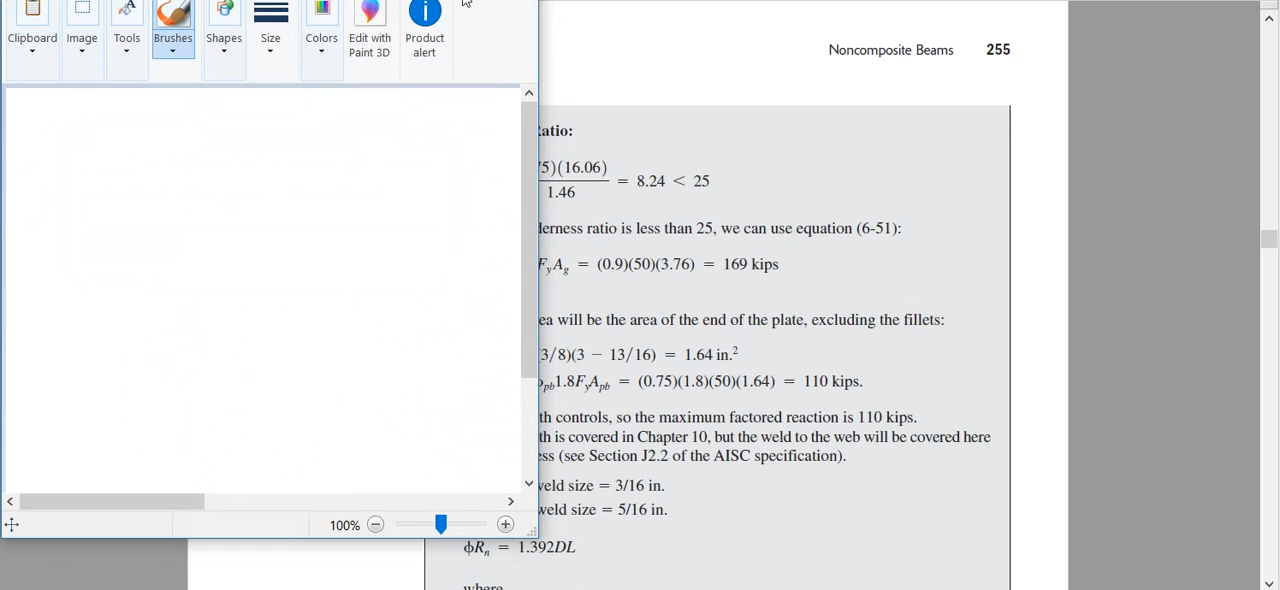 Clipboard Image Tools Brushes Shapes Size Colors Edit with Paint 3D Product alert
100%
Noncomposite Beams 255
Ratio:
5)(16.06) / 1.46 = 8.24 < 25
lerness ratio is less than 25, we can use equation (6-51):
FyAg = (0.9)(50)(3.76) = 169 kips
ea will be the area of the end of the plate, excluding the fillets:
3/8)(3 − 13/16) = 1.64 in.²
pb1.8FyApb = (0.75)(1.8)(50)(1.64) = 110 kips.
th controls, so the maximum factored reaction is 110 kips.
th is covered in Chapter 10, but the weld to the web will be covered here
ess (see Section J2.2 of the AISC specification).
weld size = 3/16 in.
weld size = 5/16 in.
ϕRn = 1.392DL
where